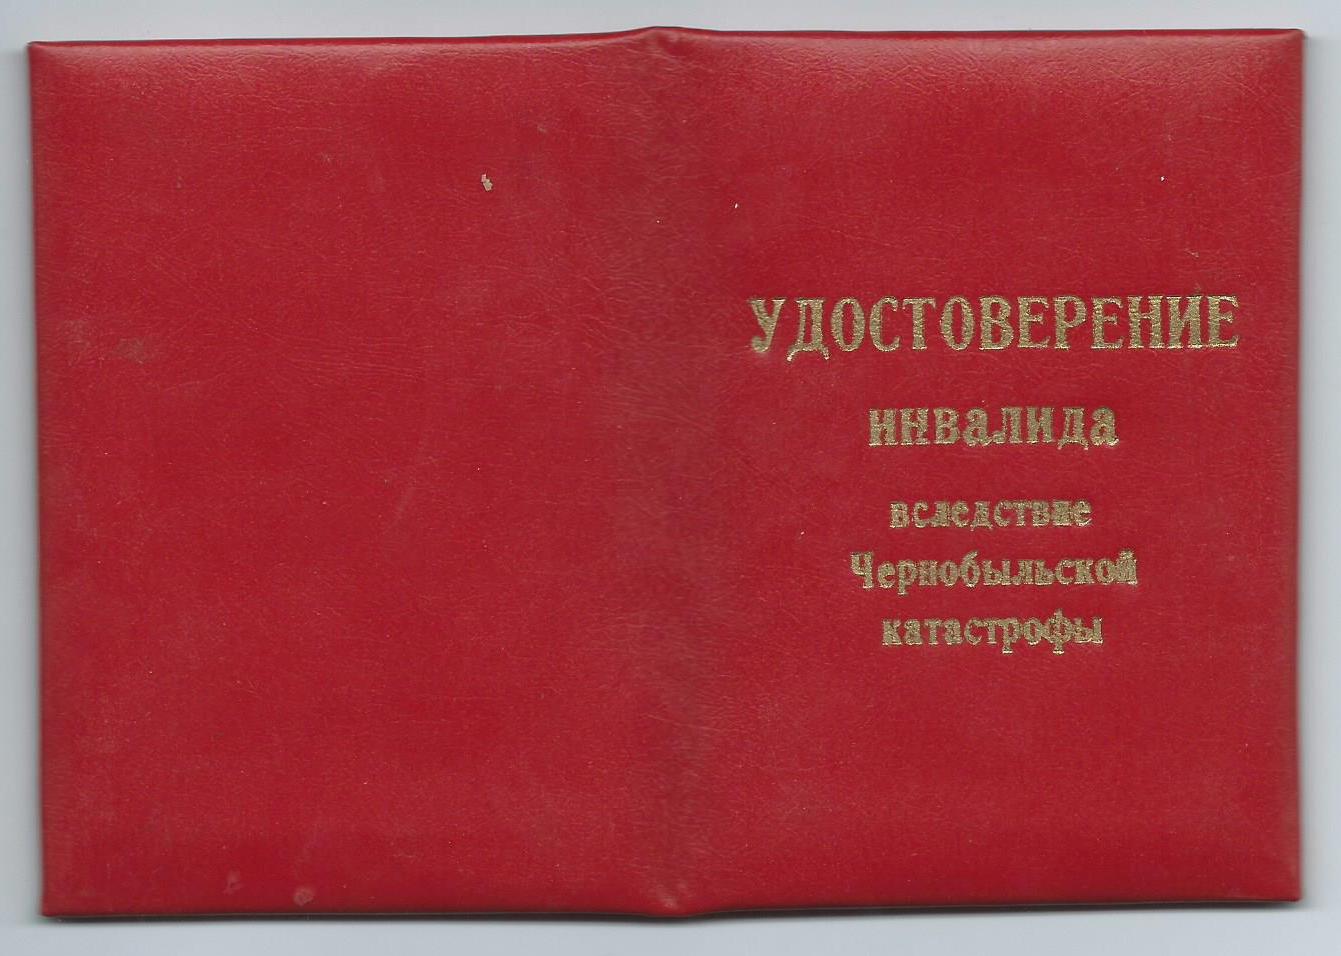 УДОСТОВЕРЕНИЕ
инвалида
вследствие
Чернобыльской
катастрофы